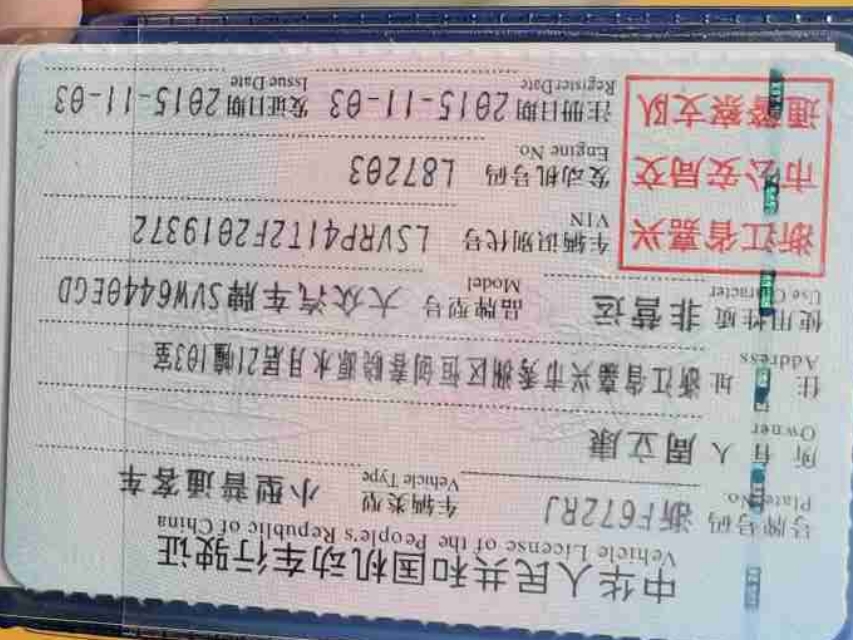 中华人民共和国机动车行驶证
Vehicle License of the People's Republic of China
号牌号码 浙F672RJ 车辆类型 小型普通客车
Plate No. Vehicle Type
所有人 周立康
Owner
住址 浙江省嘉兴市秀洲区恒创春晓源水月居21幢103室
Address
使用性质 非营运 品牌型号 大众汽车牌SVW6440EGD
Use Character Model
浙江省嘉兴
市公安局交
通警察支队
车辆识别代号 LSVRP41T2F2019372
VIN
发动机号码 L87203
Engine No.
注册日期 2015-11-03 发证日期 2015-11-03
Register Date Issue Date